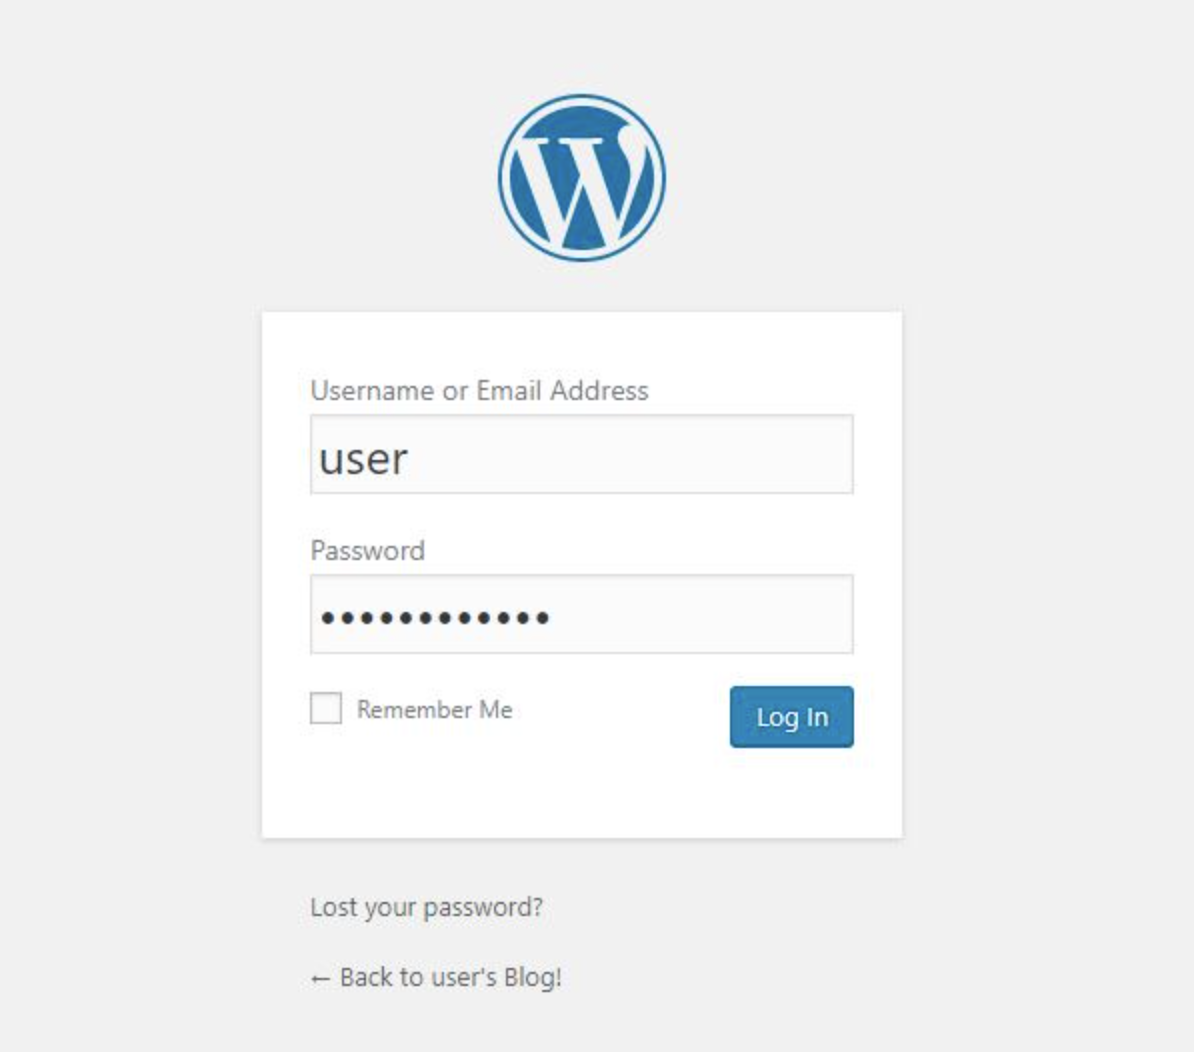 Username or Email Address
user
Password
••••••••••••
Remember Me
Log In
Lost your password?
← Back to user's Blog!